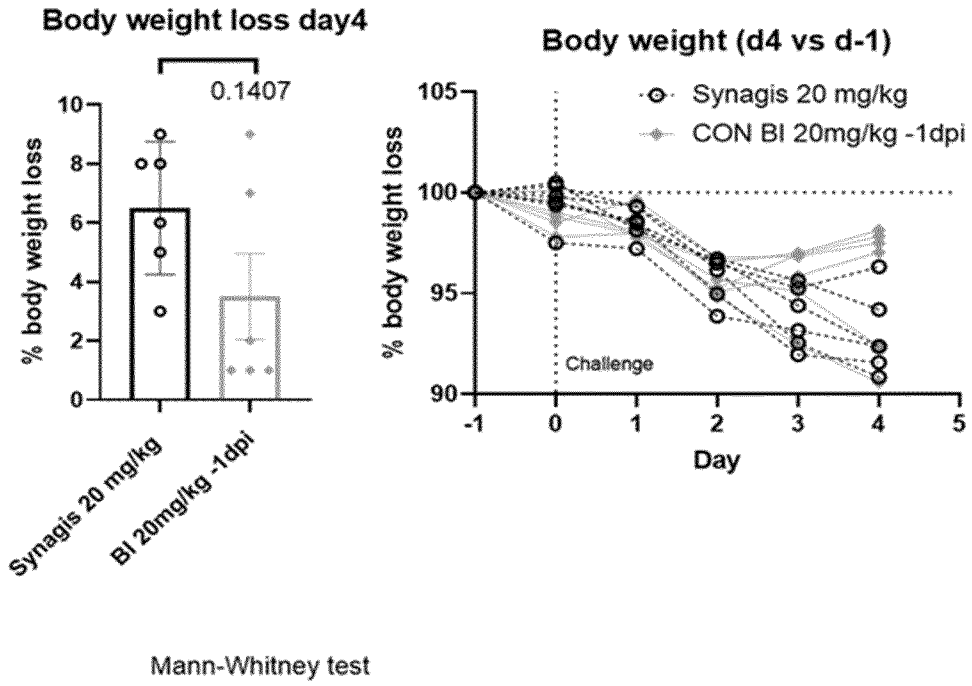 Body weight loss day4
0.1407
% body weight loss
10
8
6
4
2
0
Synagis 20 mg/kg
BI 20mg/kg -1dpi
Body weight (d4 vs d-1)
Synagis 20 mg/kg
CON BI 20mg/kg -1dpi
% body weight loss
105
100
95
90
Challenge
-1 0 1 2 3 4 5
Day
Mann-Whitney test